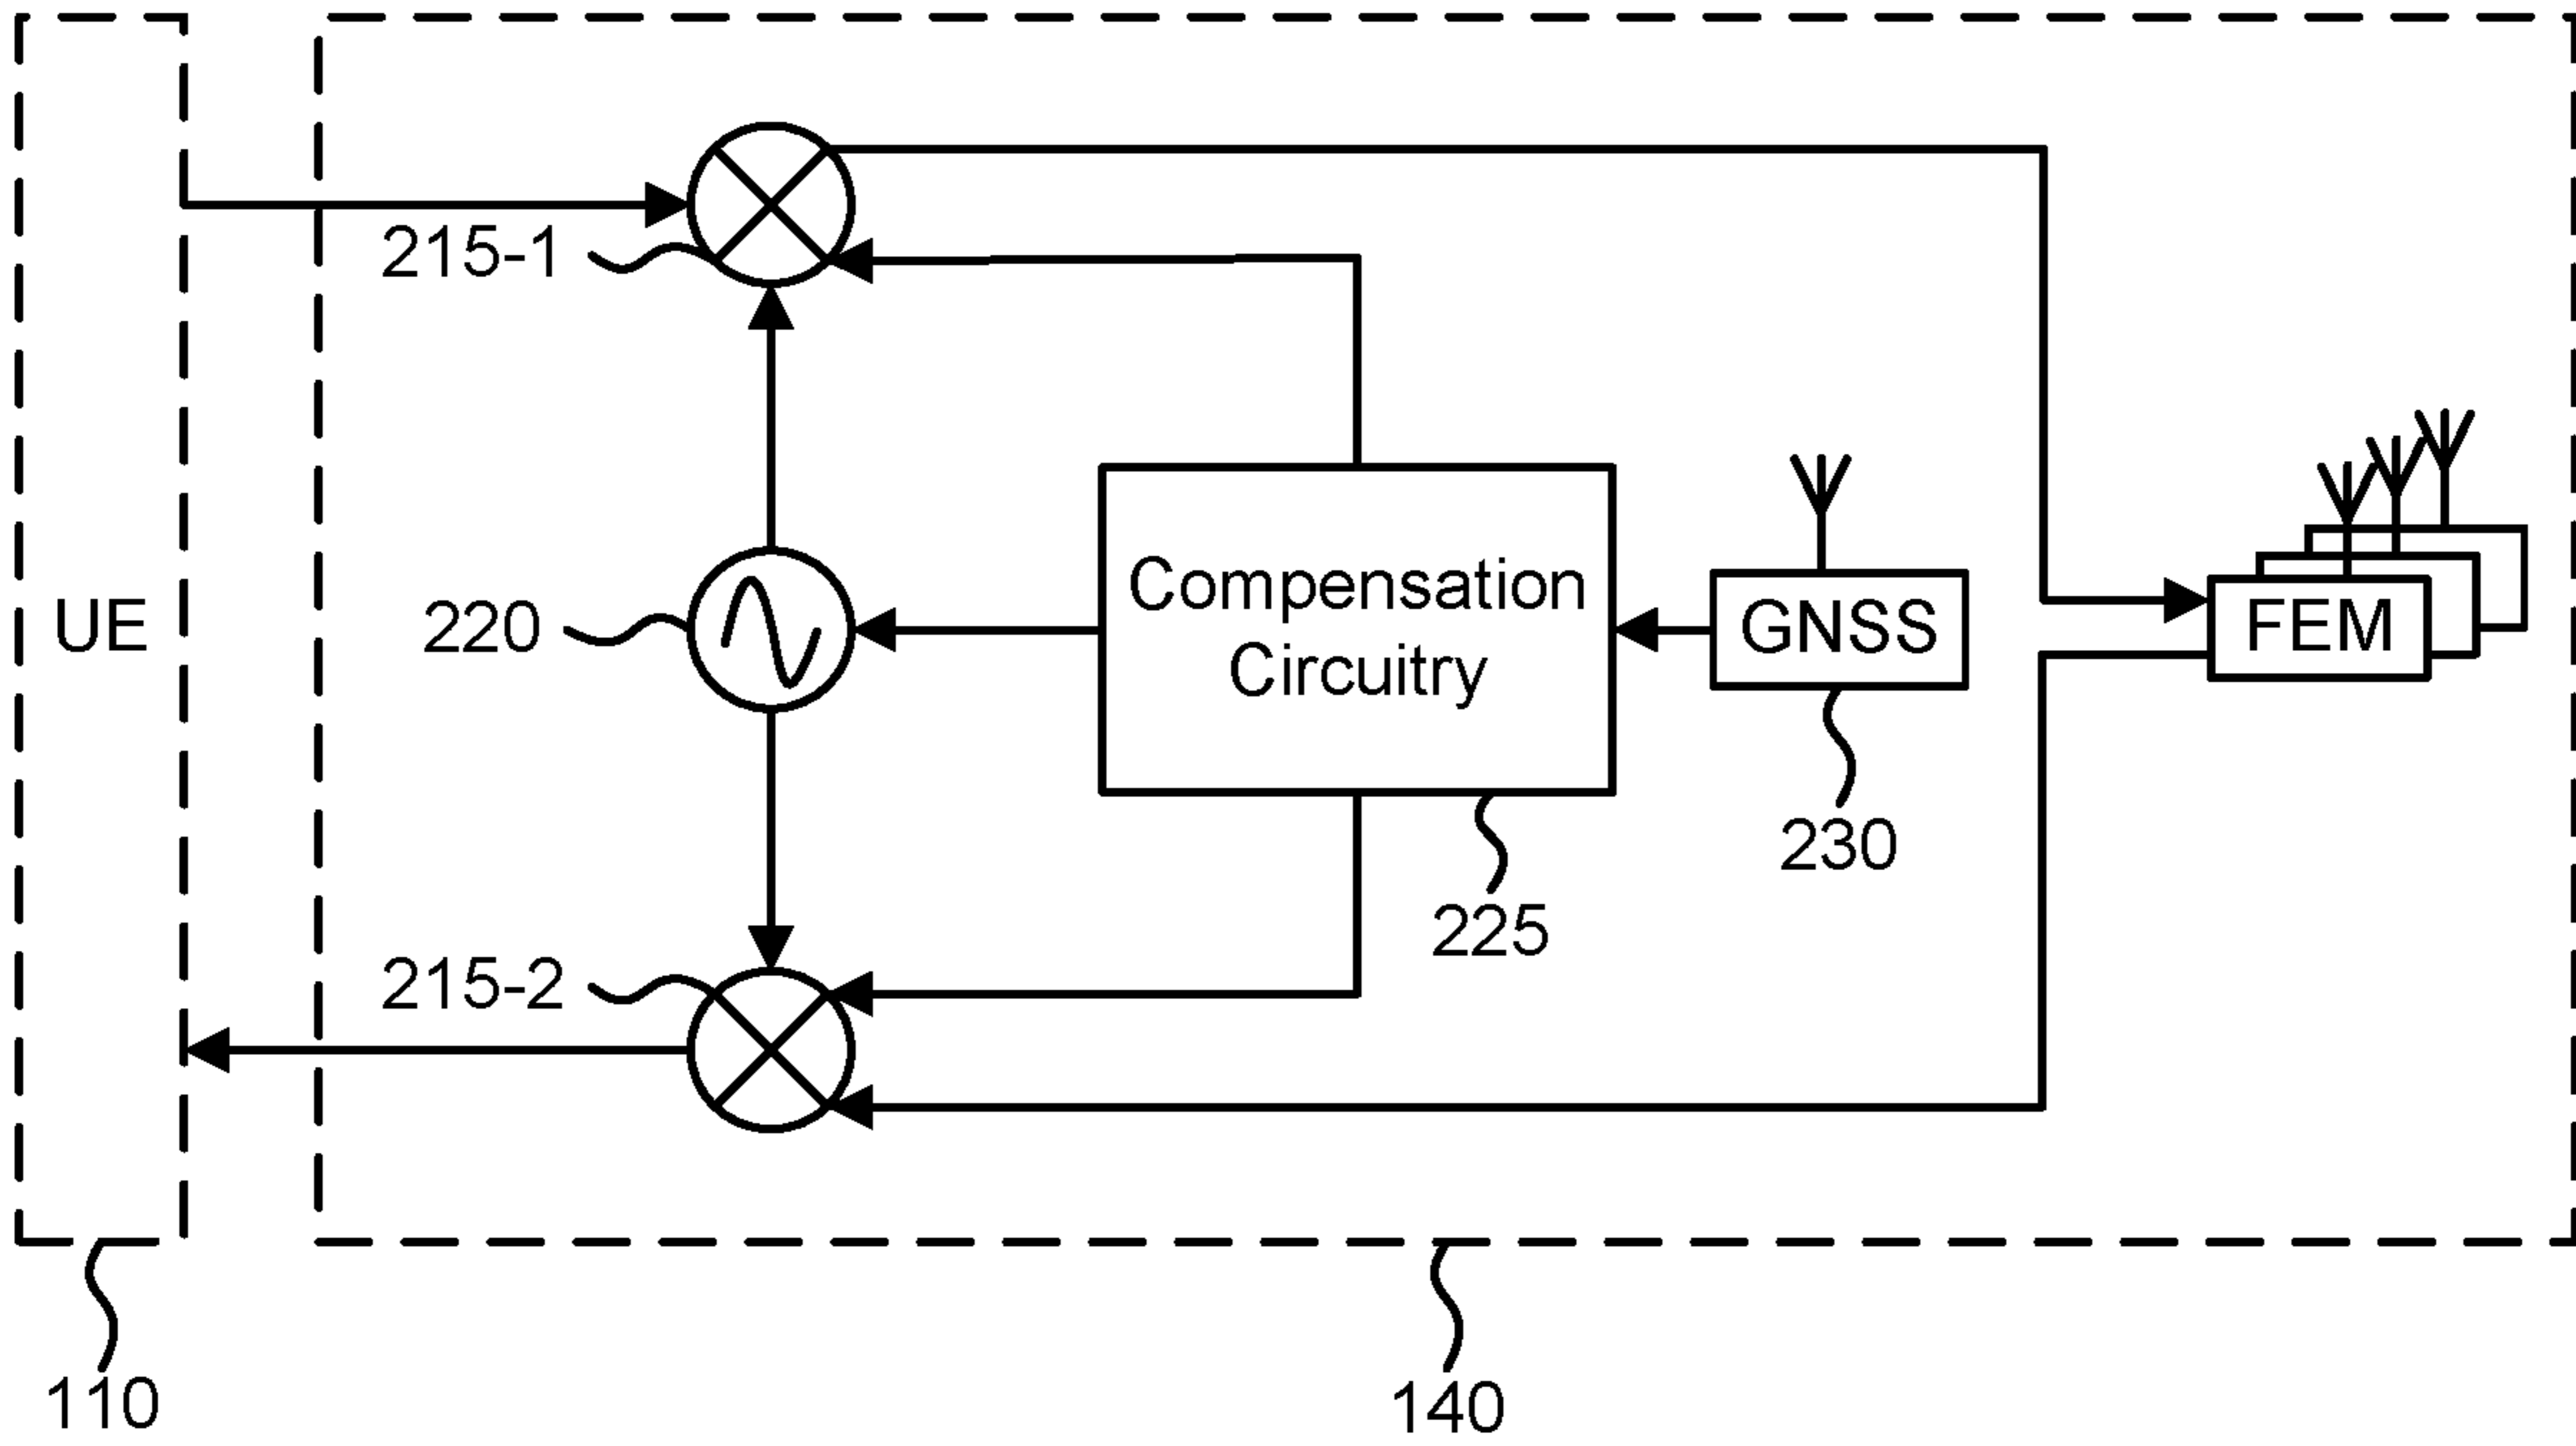 215-1
UE
220
Compensation
Circuitry
GNSS
FEM
230
225
215-2
110
140